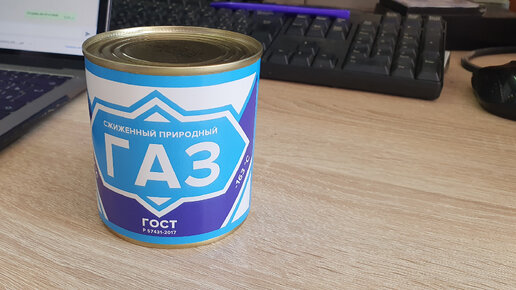 СЖИЖЕННЫЙ ПРИРОДНЫЙ
ГАЗ
-163 °C
ГОСТ
Р 57431-2017